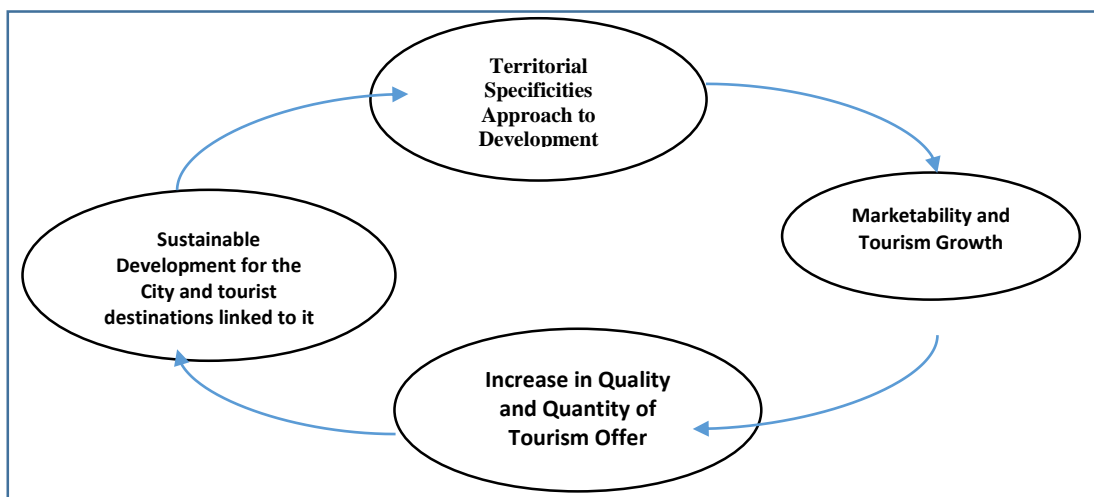 Territorial
Specificities
Approach to
Development
Marketability and
Tourism Growth
Sustainable
Development for the
City and tourist
destinations linked to it
Increase in Quality
and Quantity of
Tourism Offer